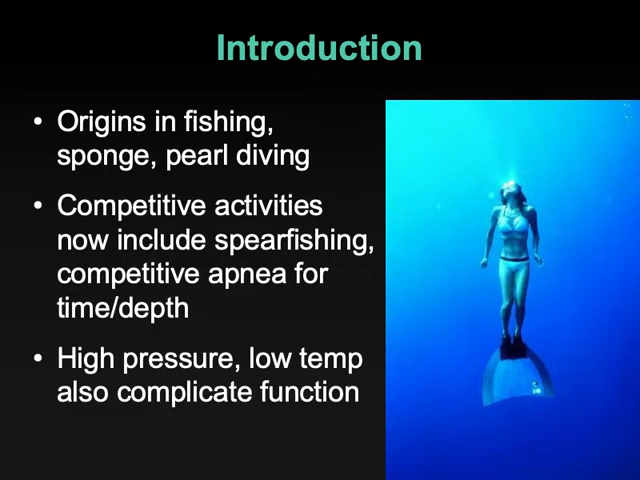 Introduction
• Origins in fishing,
sponge, pearl diving
• Competitive activities
now include spearfishing,
competitive apnea for
time/depth
• High pressure, low temp
also complicate function